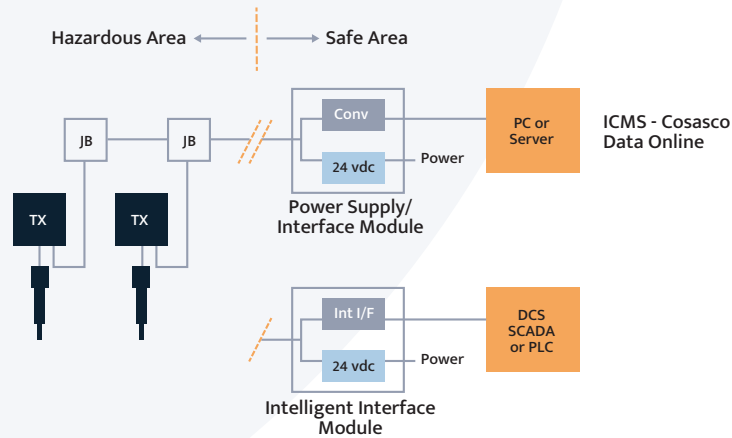 Hazardous Area
Safe Area
JB
JB
Conv
PC or
Server
ICMS - Cosasco
Data Online
24 vdc
Power
TX
TX
Power Supply/
Interface Module
Int I/F
DCS
SCADA
or PLC
24 vdc
Power
Intelligent Interface
Module